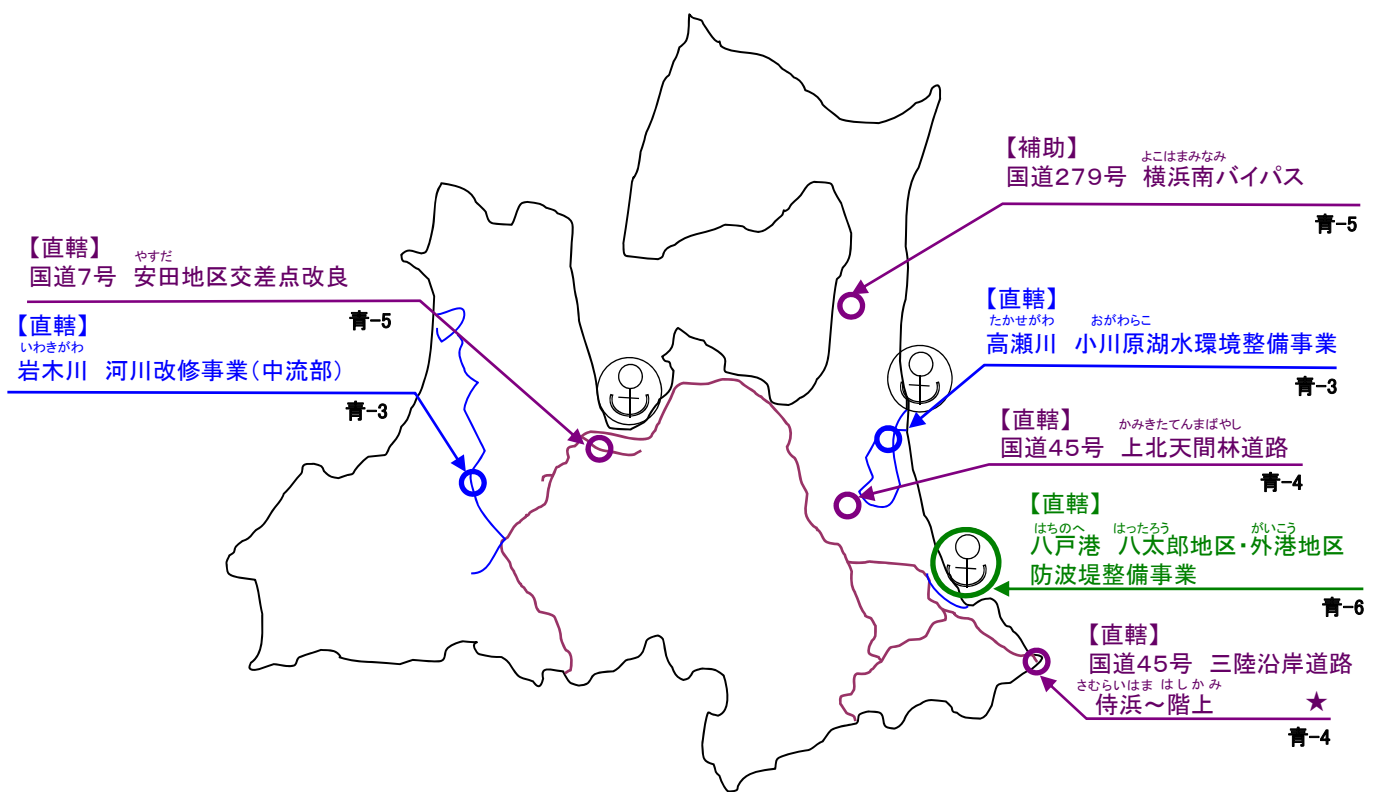 【補助】
よこはまみなみ
国道279号 横浜南バイパス
青-5
【直轄】
やすだ
国道7号 安田地区交差点改良
青-5
【直轄】
いわきがわ
岩木川 河川改修事業(中流部)
青-3
【直轄】
たかせがわ おがわらこ
高瀬川 小川原湖水環境整備事業
青-3
【直轄】
かみきたてんまばやし
国道45号 上北天間林道路
青-4
【直轄】
はちのへ はったろう がいこう
八戸港 八太郎地区・外港地区
防波堤整備事業
青-6
【直轄】
国道45号 三陸沿岸道路
さむらいはま はしかみ
侍浜～階上 ★
青-4